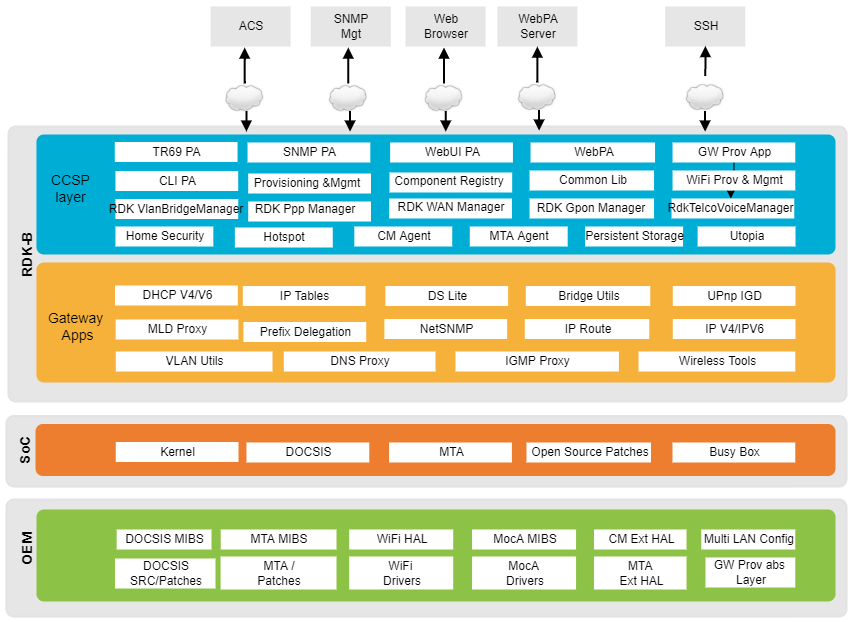 ACS
SNMP
Mgt
Web
Browser
WebPA
Server
SSH
RDK-B
CCSP
layer
TR69 PA
SNMP PA
WebUI PA
WebPA
GW Prov App
CLI PA
Provisioning &Mgmt
Component Registry
Common Lib
WiFi Prov & Mgmt
RDK VlanBridgeManager
RDK Ppp Manager
RDK WAN Manager
RDK Gpon Manager
RdkTelcoVoiceManager
Home Security
Hotspot
CM Agent
MTA Agent
Persistent Storage
Utopia
Gateway
Apps
DHCP V4/V6
IP Tables
DS Lite
Bridge Utils
UPnp IGD
MLD Proxy
Prefix Delegation
NetSNMP
IP Route
IP V4/IPV6
VLAN Utils
DNS Proxy
IGMP Proxy
Wireless Tools
SoC
Kernel
DOCSIS
MTA
Open Source Patches
Busy Box
OEM
DOCSIS MIBS
MTA MIBS
WiFi HAL
MocA MIBS
CM Ext HAL
Multi LAN Config
DOCSIS
SRC/Patches
MTA /
Patches
WiFi
Drivers
MocA
Drivers
MTA
Ext HAL
GW Prov abs
Layer